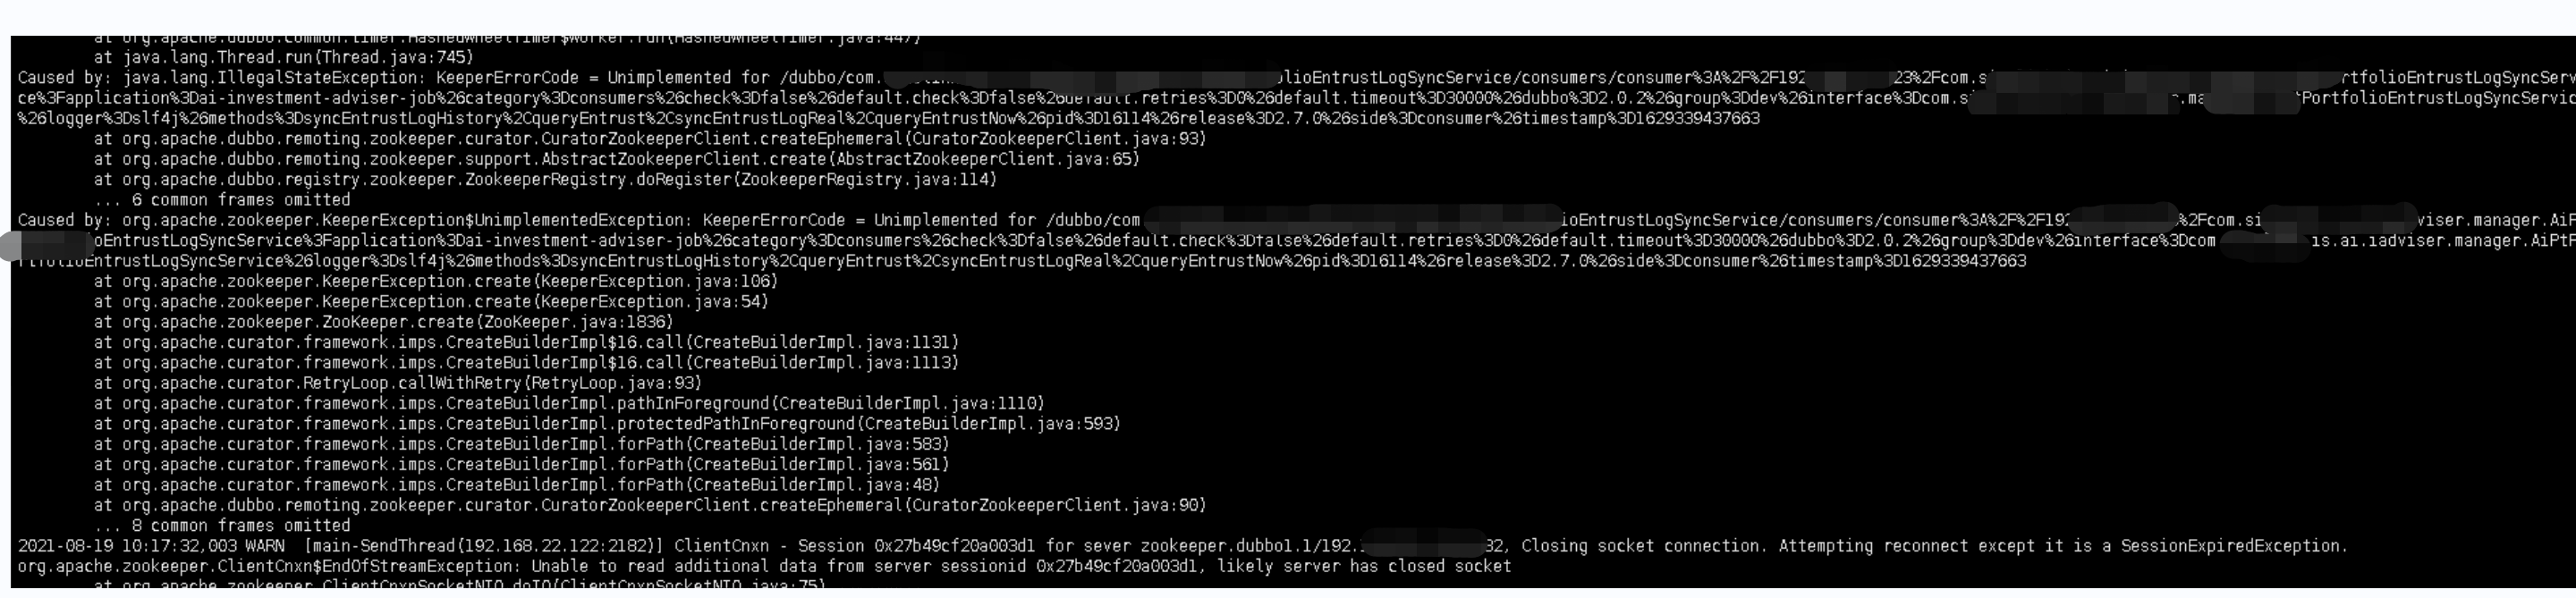 at org.apache.dubbo.common.timer.HashedWheelTimer$Worker.run(HashedWheelTimer.java:447)
at java.lang.Thread.run(Thread.java:745)
Caused by: java.lang.IllegalStateException: KeeperErrorCode = Unimplemented for /dubbo/com. lioEntrustLogSyncService/consumers/consumer%3A%2F%2F192 23%2Fcom.s rtfolioEntrustLogSyncServ
ce%3Fapplication%3Dai-investment-adviser-job%26category%3Dconsumers%26check%3Dfalse%26default.check%3Dfalse%26default.retries%3D0%26default.timeout%3D30000%26dubbo%3D2.0.2%26group%3Ddev%26interface%3Dcom.s .ma tPortfolioEntrustLogSyncServic
%26logger%3Dslf4j%26methods%3DsyncEntrustLogHistory%2CqueryEntrust%2CsyncEntrustLogReal%2CqueryEntrustNow%26pid%3D16114%26release%3D2.7.0%26side%3Dconsumer%26timestamp%3D1629339437663
at org.apache.dubbo.remoting.zookeeper.curator.CuratorZookeeperClient.createEphemeral(CuratorZookeeperClient.java:93)
at org.apache.dubbo.remoting.zookeeper.support.AbstractZookeeperClient.create(AbstractZookeeperClient.java:65)
at org.apache.dubbo.registry.zookeeper.ZookeeperRegistry.doRegister(ZookeeperRegistry.java:114)
... 6 common frames omitted
Caused by: org.apache.zookeeper.KeeperException$UnimplementedException: KeeperErrorCode = Unimplemented for /dubbo/com ioEntrustLogSyncService/consumers/consumer%3A%2F%2F192 %2Fcom.si viser.manager.AiP
oEntrustLogSyncService%3Fapplication%3Dai-investment-adviser-job%26category%3Dconsumers%26check%3Dfalse%26default.check%3Dfalse%26default.retries%3D0%26default.timeout%3D30000%26dubbo%3D2.0.2%26group%3Ddev%26interface%3Dcom is.ai.iadviser.manager.AiPtF
rtfolioEntrustLogSyncService%26logger%3Dslf4j%26methods%3DsyncEntrustLogHistory%2CqueryEntrust%2CsyncEntrustLogReal%2CqueryEntrustNow%26pid%3D16114%26release%3D2.7.0%26side%3Dconsumer%26timestamp%3D1629339437663
at org.apache.zookeeper.KeeperException.create(KeeperException.java:106)
at org.apache.zookeeper.KeeperException.create(KeeperException.java:54)
at org.apache.zookeeper.ZooKeeper.create(ZooKeeper.java:1836)
at org.apache.curator.framework.imps.CreateBuilderImpl$16.call(CreateBuilderImpl.java:1131)
at org.apache.curator.framework.imps.CreateBuilderImpl$16.call(CreateBuilderImpl.java:1113)
at org.apache.curator.RetryLoop.callWithRetry(RetryLoop.java:93)
at org.apache.curator.framework.imps.CreateBuilderImpl.pathInForeground(CreateBuilderImpl.java:1110)
at org.apache.curator.framework.imps.CreateBuilderImpl.protectedPathInForeground(CreateBuilderImpl.java:593)
at org.apache.curator.framework.imps.CreateBuilderImpl.forPath(CreateBuilderImpl.java:583)
at org.apache.curator.framework.imps.CreateBuilderImpl.forPath(CreateBuilderImpl.java:561)
at org.apache.curator.framework.imps.CreateBuilderImpl.forPath(CreateBuilderImpl.java:48)
at org.apache.dubbo.remoting.zookeeper.curator.CuratorZookeeperClient.createEphemeral(CuratorZookeeperClient.java:90)
... 8 common frames omitted
2021-08-19 10:17:32,003 WARN [main-SendThread(192.168.22.122:2182)] ClientCnxn - Session 0x27b49cf20a003d1 for sever zookeeper.dubbo1.1/192. 82, Closing socket connection. Attempting reconnect except it is a SessionExpiredException.
org.apache.zookeeper.ClientCnxn$EndOfStreamException: Unable to read additional data from server sessionid 0x27b49cf20a003d1, likely server has closed socket
at org.apache.zookeeper.ClientCnxnSocketNIO.doIO(ClientCnxnSocketNIO.java:75)